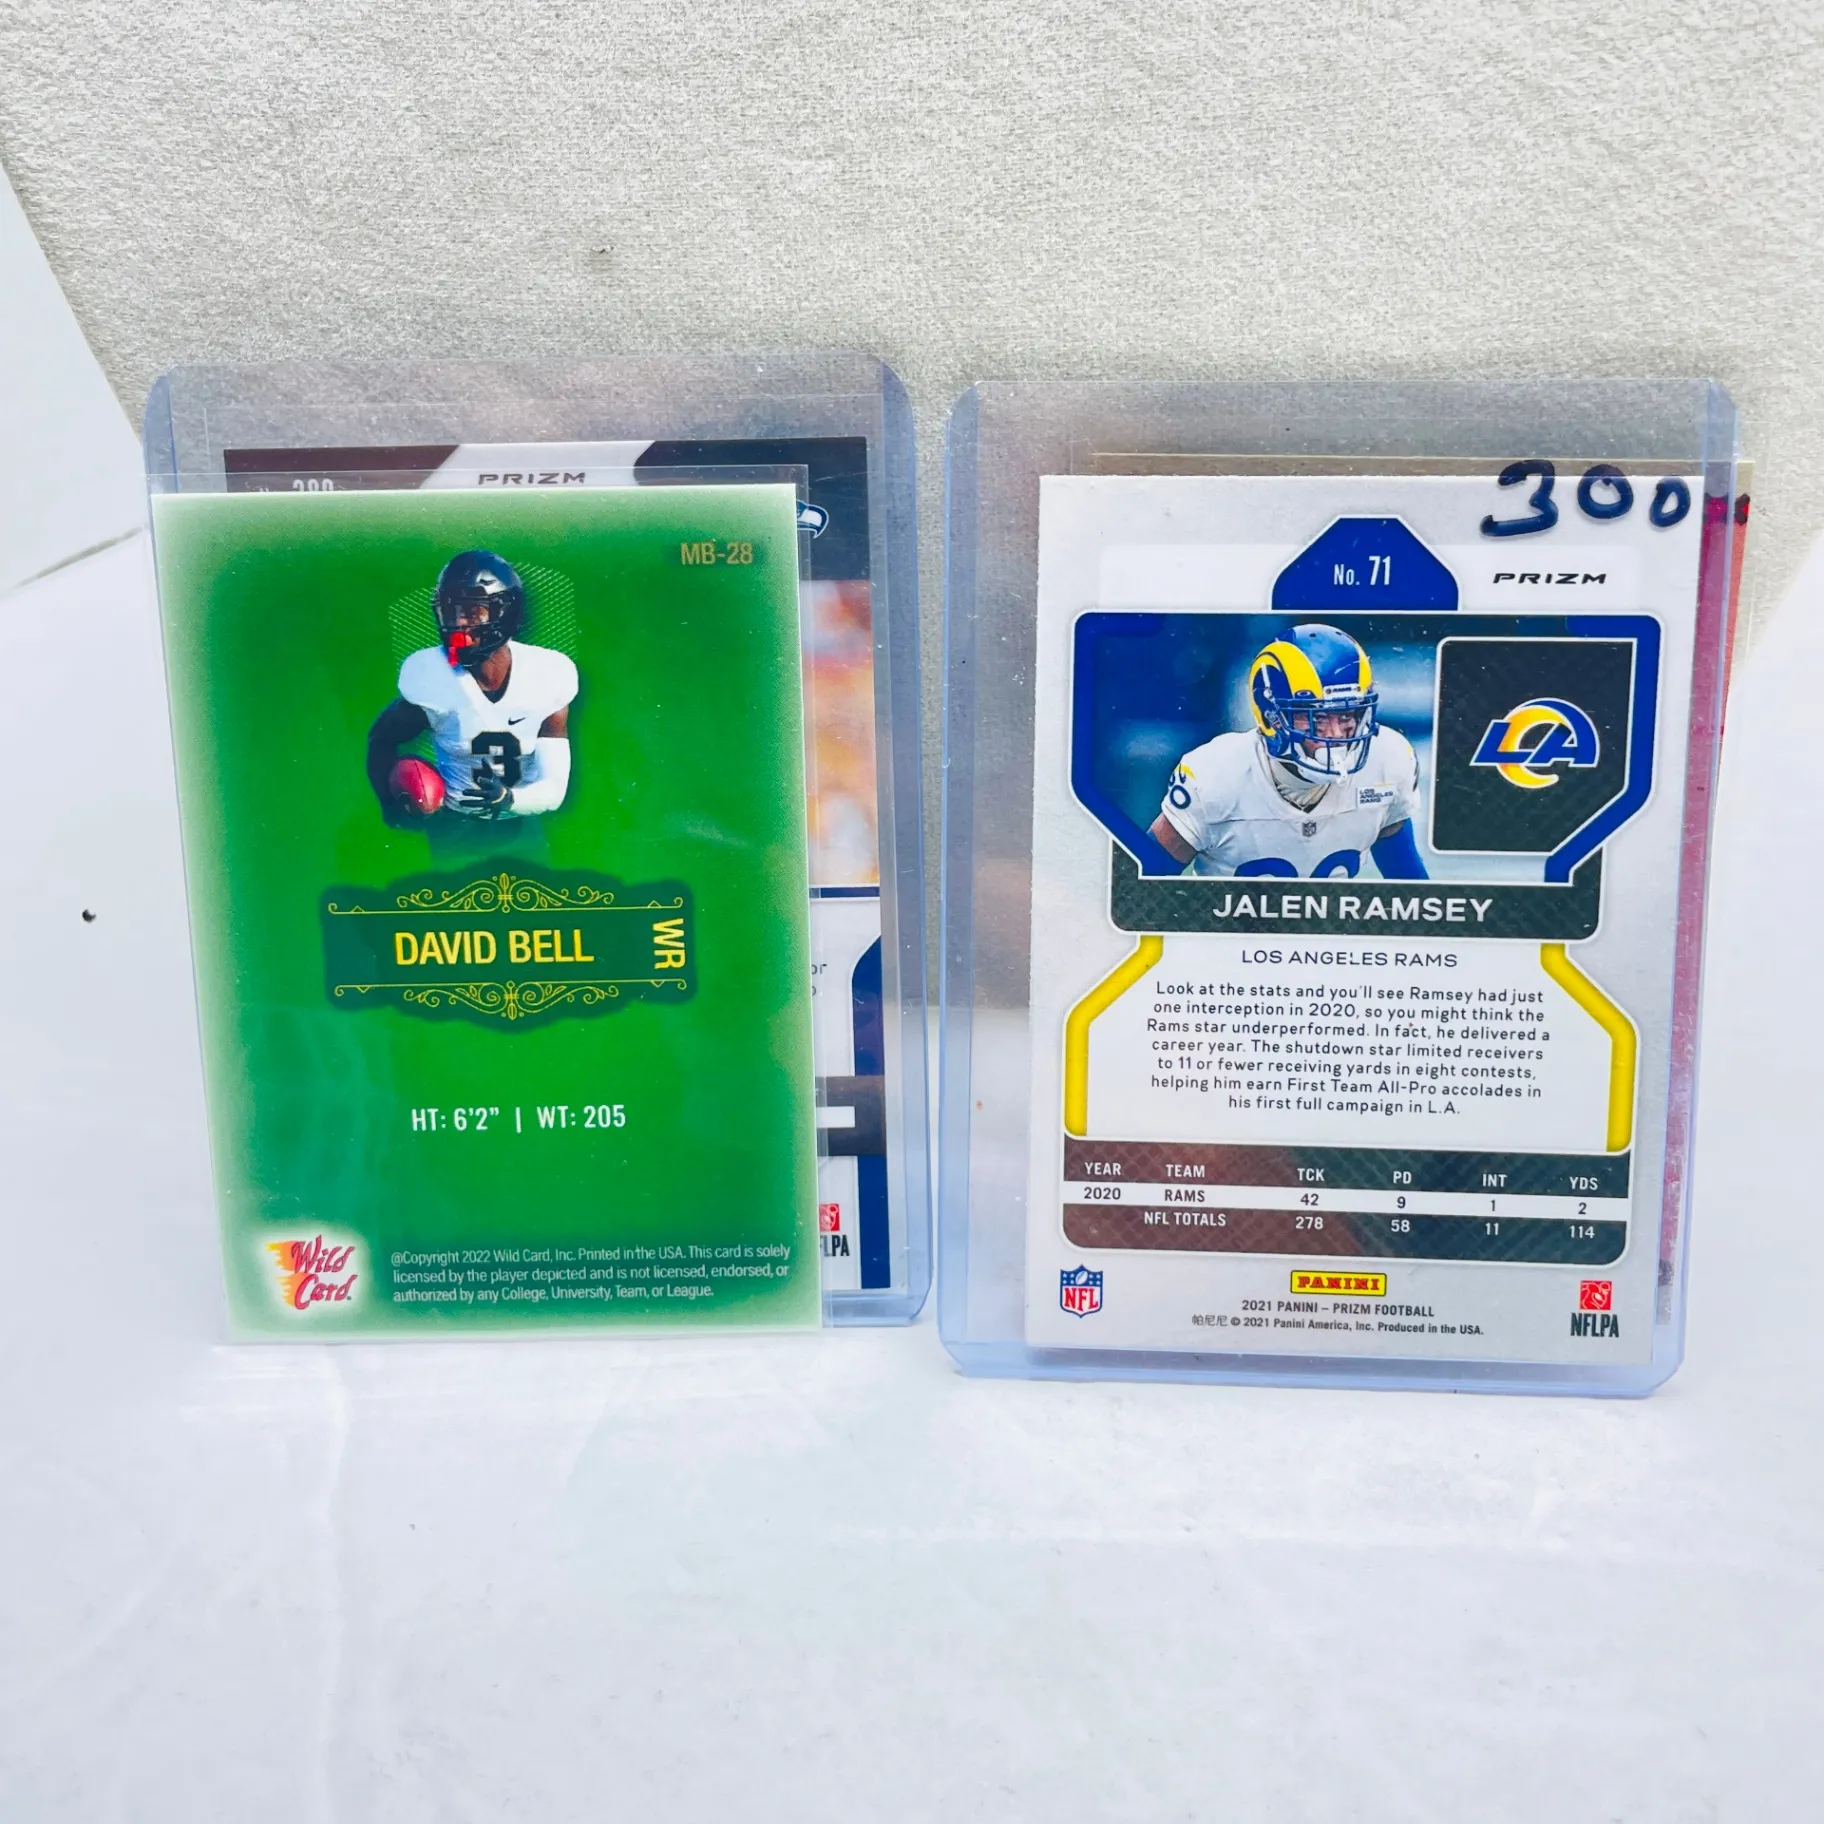 PRIZM
MB-28
3
DAVID BELL
WR
HT: 6'2" | WT: 205
Wild
Card
@Copyright 2022 Wild Card, Inc. Printed in the USA. This card is solely
licensed by the player depicted and is not licensed, endorsed, or
authorized by any College, University, Team, or League.
or
LPA
300
No. 71
PRIZM
LOS
ANGELES
RAMS
LA
JALEN RAMSEY
LOS ANGELES RAMS
Look at the stats and you'll see Ramsey had just
one interception in 2020, so you might think the
Rams star underperformed. In fact, he delivered a
career year. The shutdown star limited receivers
to 11 or fewer receiving yards in eight contests,
helping him earn First Team All-Pro accolades in
his first full campaign in L.A.
YEAR TEAM TCK PD INT YDS
2020 RAMS 42 9 1 2
NFL TOTALS 278 58 11 114
NFL
PANINI
2021 PANINI – PRIZM FOOTBALL
帕尼尼 © 2021 Panini America, Inc. Produced in the USA.
NFLPA